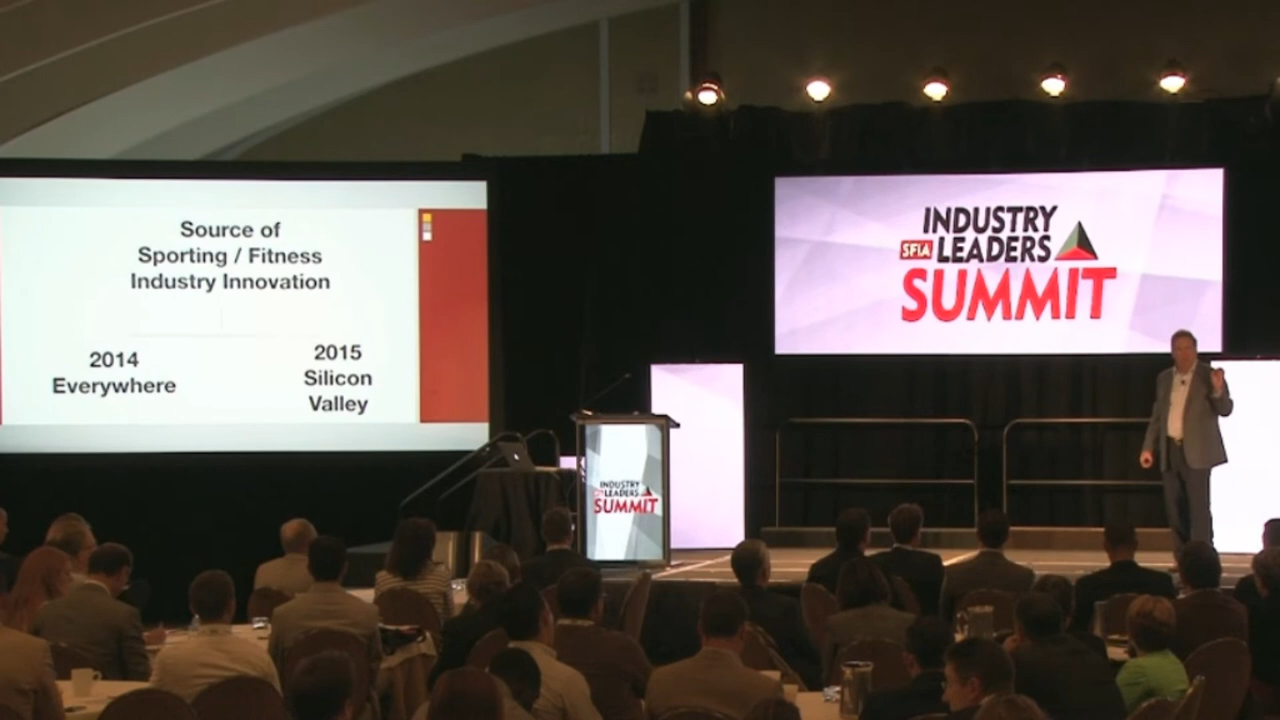 Source of
Sporting / Fitness
Industry Innovation
2014
Everywhere
2015
Silicon
Valley
INDUSTRY
SFIA LEADERS
SUMMIT
INDUSTRY
LEADERS
SUMMIT